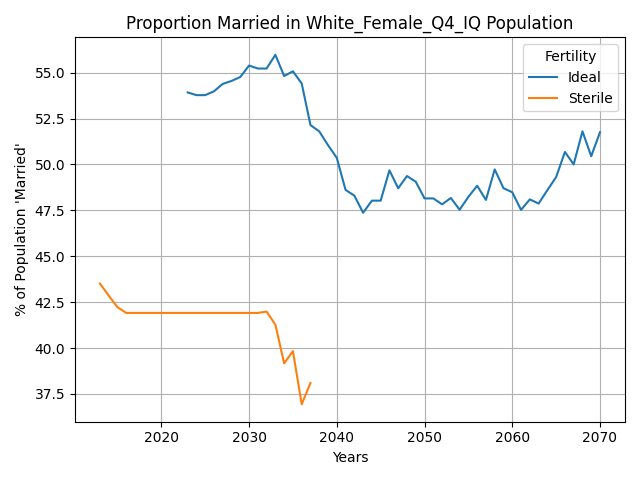 Proportion Married in White_Female_Q4_IQ Population
Fertility
Ideal
Sterile
% of Population 'Married'
55.0
52.5
50.0
47.5
45.0
42.5
40.0
37.5
2020
2030
2040
2050
2060
2070
Years